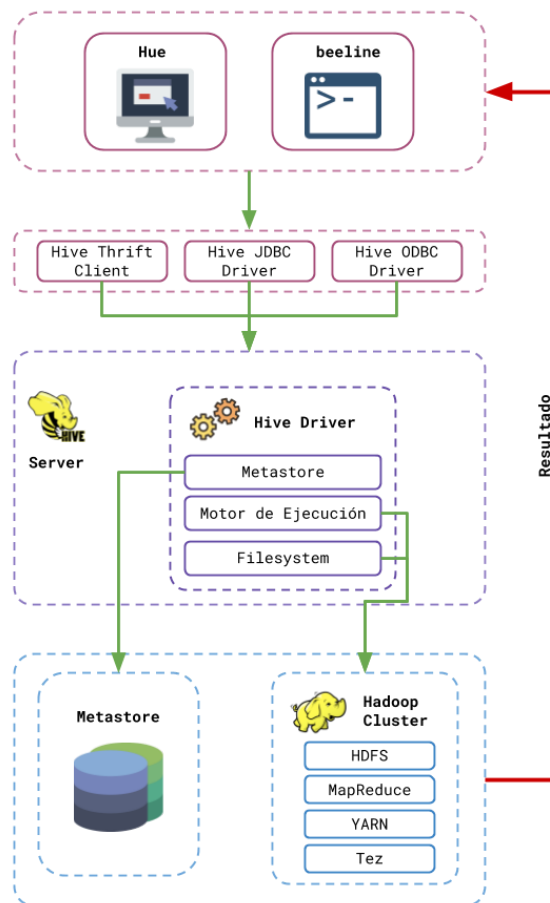 Hue
beeline
>-
Hive Thrift
Client
Hive JDBC
Driver
Hive ODBC
Driver
HIVE
Server
Hive Driver
Metastore
Motor de Ejecución
Filesystem
Resultado
Metastore
Hadoop
Cluster
HDFS
MapReduce
YARN
Tez